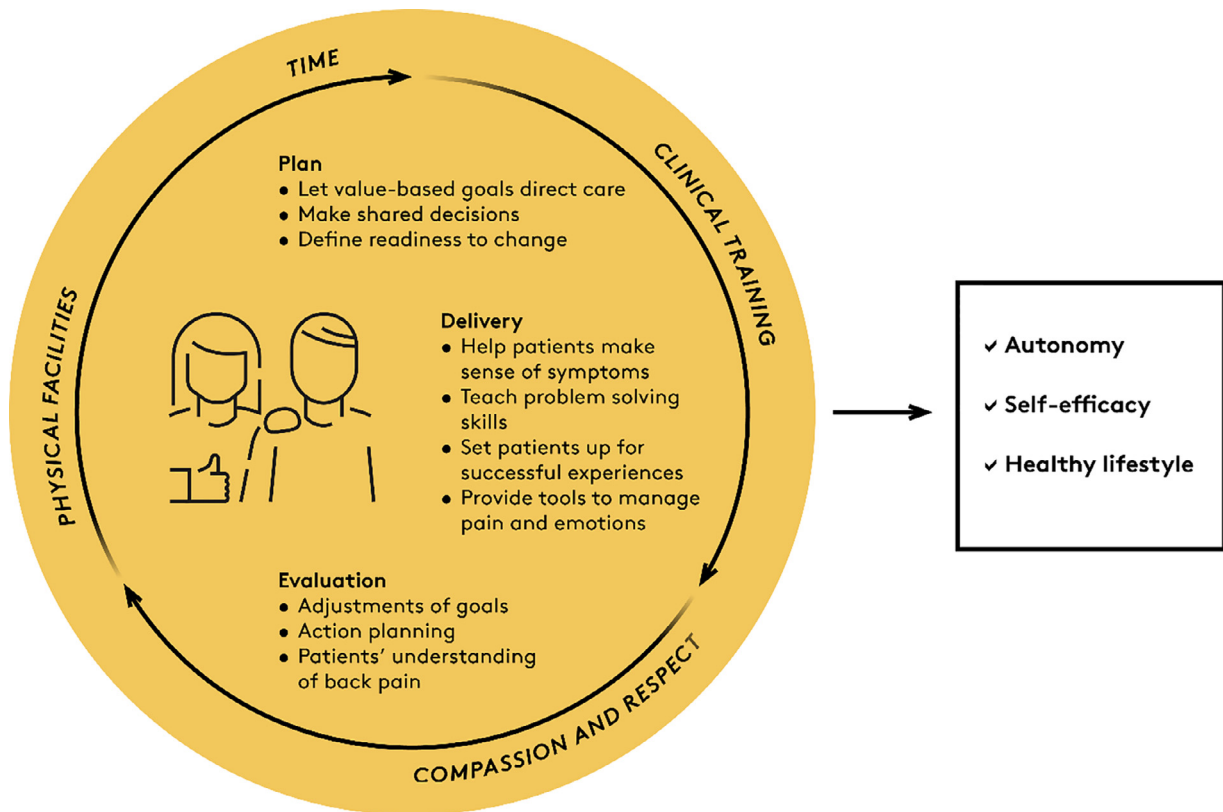 TIME
CLINICAL TRAINING
PHYSICAL FACILITIES
COMPASSION AND RESPECT
Plan
• Let value-based goals direct care
• Make shared decisions
• Define readiness to change
Delivery
• Help patients make
sense of symptoms
• Teach problem solving
skills
• Set patients up for
successful experiences
• Provide tools to manage
pain and emotions
Evaluation
• Adjustments of goals
• Action planning
• Patients’ understanding
of back pain
✓ Autonomy
✓ Self-efficacy
✓ Healthy lifestyle